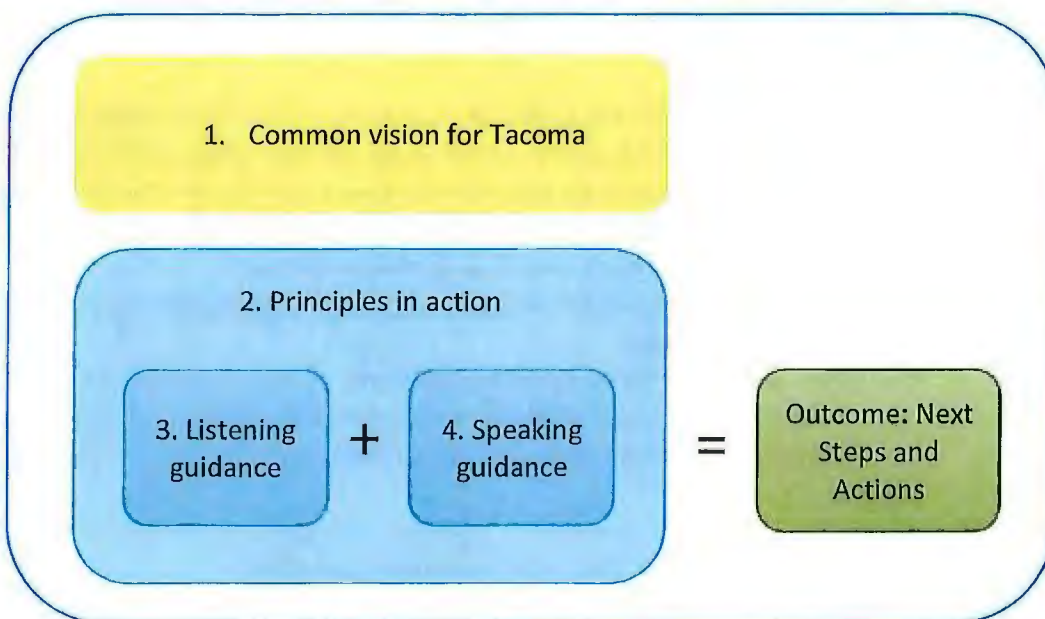 1. Common vision for Tacoma
2. Principles in action
3. Listening
guidance
+
4. Speaking
guidance
=
Outcome: Next
Steps and
Actions